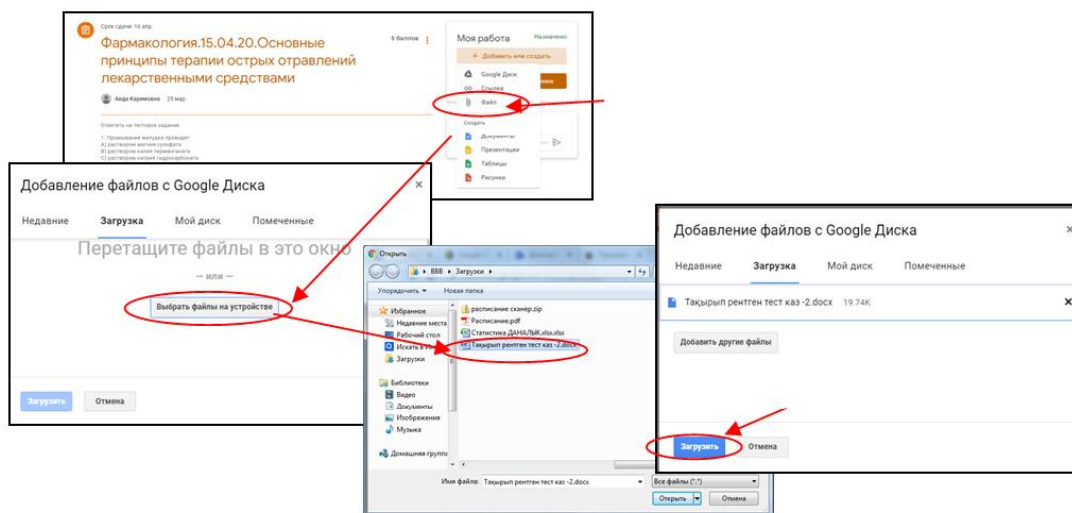 Срок сдачи: 16 апр.
Фармакология.15.04.20.Основные
принципы терапии острых отравлений
лекарственными средствами
5 баллов
Аида Каримовна 23 мар.
Ответить на тестовое задание.
1. Промывание желудка проводят
A) раствором магния сульфата
B) раствором калия перманганата
C) раствором натрия гидрокарбоната
Моя работа
Назначено
+ Добавить или создать
Google Диск
Ссылка
Файл
Создать
Документы
Презентации
Таблицы
Рисунки
Добавление файлов с Google Диска
×
Недавние Загрузка Мой диск Помеченные
Перетащите файлы в это окно
— или —
Выбрать файлы на устройстве
Загрузить Отмена
Открыть
BBB ▸ Загрузки ▸
Упорядочить Новая папка
Избранное
Недавние места
Рабочий стол
Искать в
Загрузки
Библиотеки
Видео
Документы
Изображения
Музыка
Домашняя группа
расписание сканер.zip
Расписание.pdf
Статистика ДАНАЛЫК.xlsx.xlsx
Тақырып рентген тест каз -2.docx
Имя файла: Тақырып рентген тест каз -2.docx
Все файлы (*.*)
Открыть Отмена
Добавление файлов с Google Диска
×
Недавние Загрузка Мой диск Помеченные
Тақырып рентген тест каз -2.docx 19.74K
×
Добавить другие файлы
Загрузить Отмена